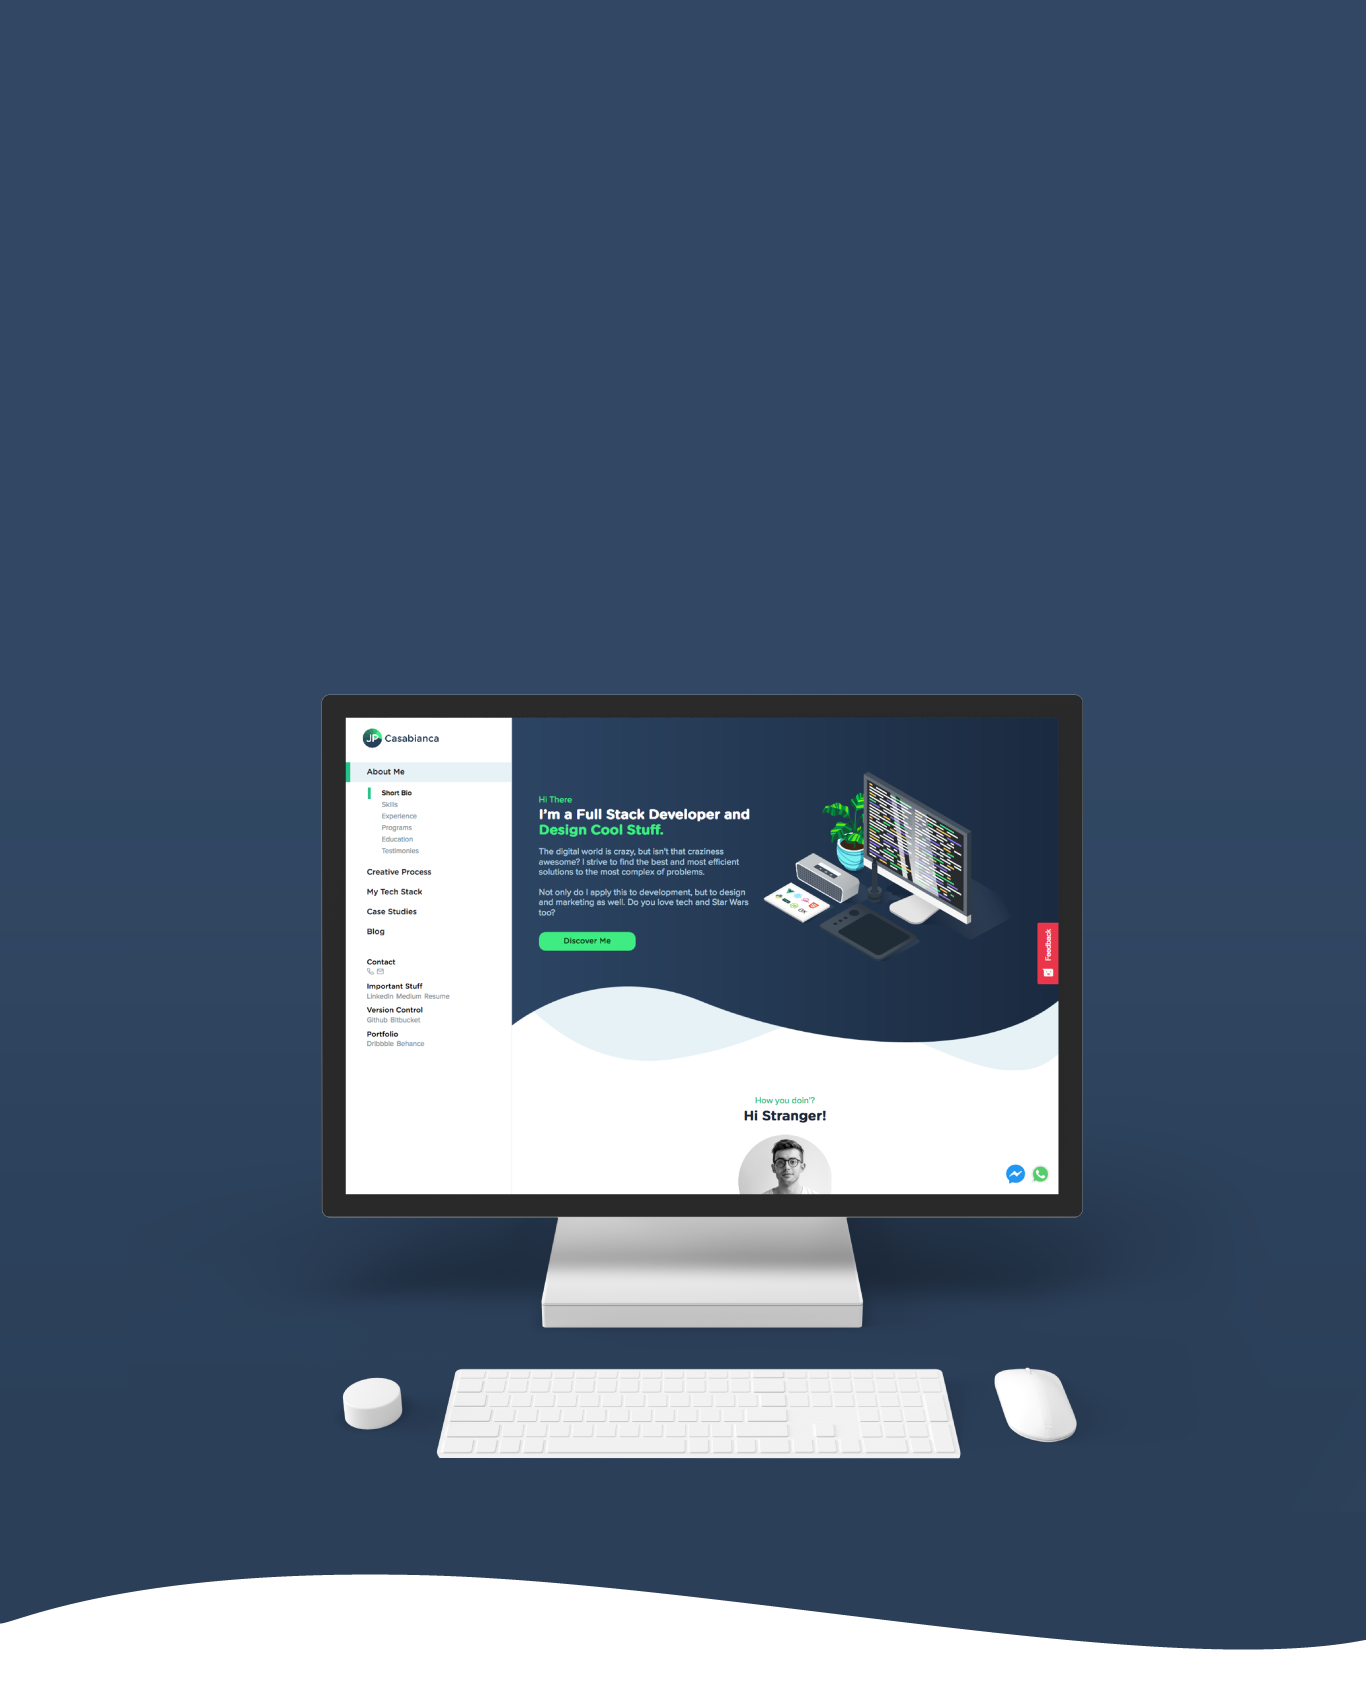 JP Casabianca
About Me
Short Bio
Skills
Experience
Programs
Education
Testimonies
Creative Process
My Tech Stack
Case Studies
Blog
Contact
Important Stuff
LinkedIn Medium Resume
Version Control
Github Bitbucket
Portfolio
Dribbble Behance
Hi There
I'm a Full Stack Developer and
Design Cool Stuff.
The digital world is crazy, but isn't that craziness
awesome? I strive to find the best and most efficient
solutions to the most complex of problems.
Not only do I apply this to development, but to design
and marketing as well. Do you love tech and Star Wars
too?
Discover Me
Feedback
How you doin'?
Hi Stranger!